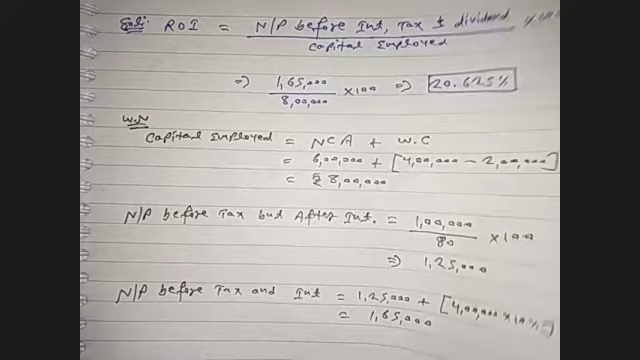 Soln: ROI = N/P before Int, Tax & dividend × 100
Capital Employed
=> 1,65,000 / 8,00,000 × 100 => 20.625%
W.N
Capital Employed = NCA + W.C
= 6,00,000 + [4,00,000 - 2,00,000]
= ₹ 8,00,000
N/P before Tax but After Int. = 1,00,000 / 80 × 100
=> 1,25,000
N/P before Tax and Int = 1,25,000 + [4,00,000 × 10%]
= 1,65,000